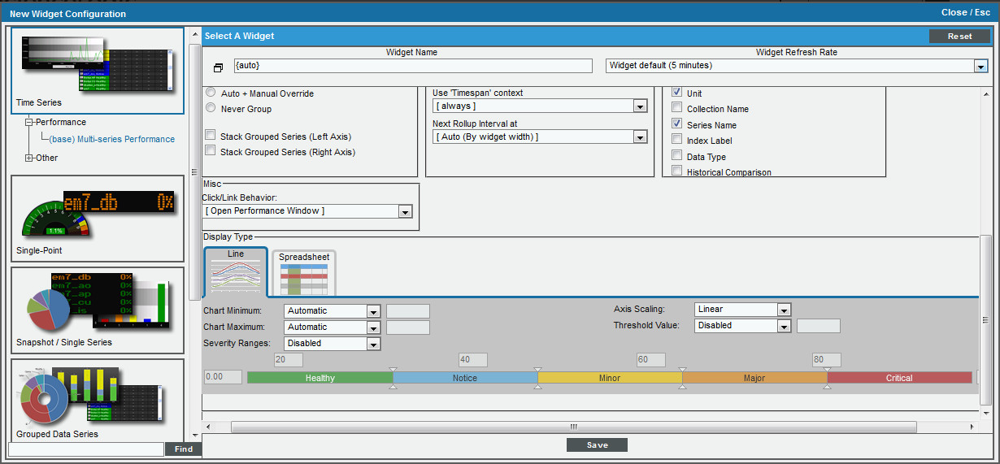 New Widget Configuration
Close / Esc
Select A Widget
Reset
Widget Name
Widget Refresh Rate
{auto}
Widget default (5 minutes)
Time Series
Performance
(base) Multi-series Performance
Other
em7_db 0%
1.1%
Single-Point
em7_db 0%
em7_ao 0%
em7_ap 0%
em7_cu 0%
em7_is 0%
Snapshot / Single Series
Grouped Data Series
Find
Auto + Manual Override
Never Group
Stack Grouped Series (Left Axis)
Stack Grouped Series (Right Axis)
Use 'Timespan' context
[ always ]
Next Rollup Interval at
[ Auto (By widget width) ]
Unit
Collection Name
Series Name
Index Label
Data Type
Historical Comparison
Misc
Click/Link Behavior:
[ Open Performance Window ]
Display Type
Line
Spreadsheet
Chart Minimum:
Automatic
Chart Maximum:
Automatic
Severity Ranges:
Disabled
Axis Scaling:
Linear
Threshold Value:
Disabled
20
40
60
80
0.00
Healthy
Notice
Minor
Major
Critical
Save